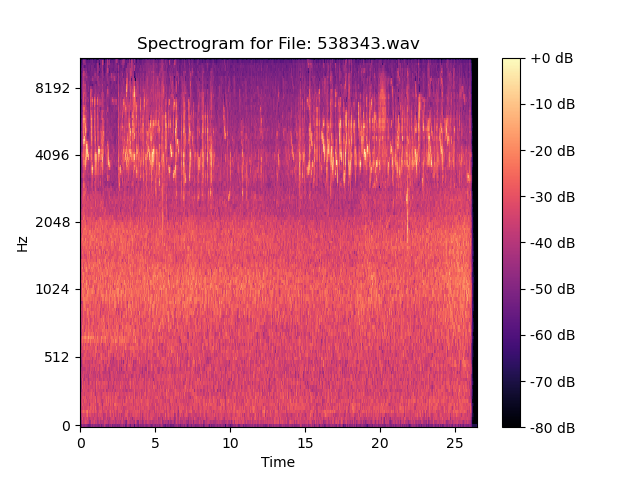 Spectrogram for File: 538343.wav
8192
4096
2048
1024
512
0
Hz
0 5 10 15 20 25
Time
+0 dB
-10 dB
-20 dB
-30 dB
-40 dB
-50 dB
-60 dB
-70 dB
-80 dB